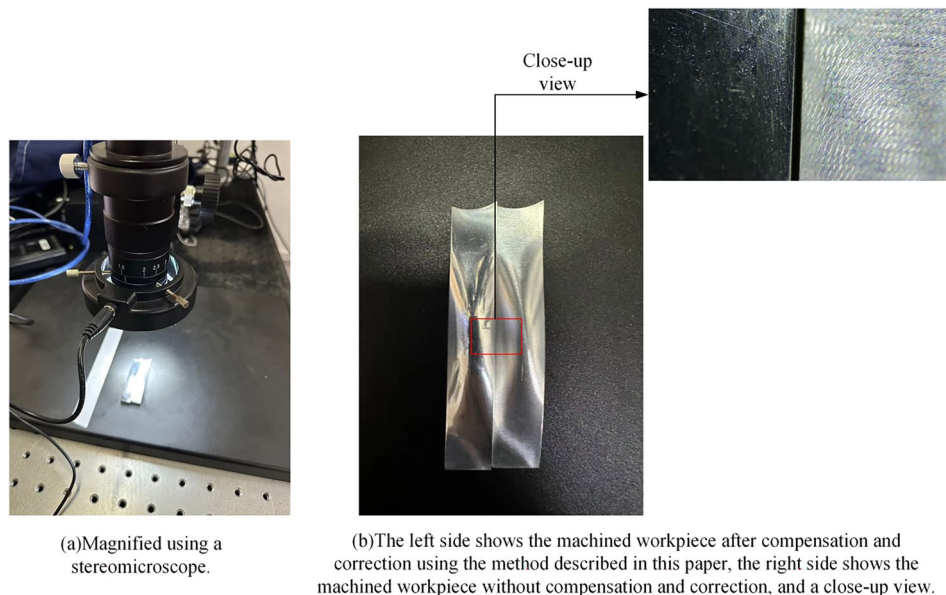 Close-up
view
(a)Magnified using a
stereomicroscope.
(b)The left side shows the machined workpiece after compensation and
correction using the method described in this paper, the right side shows the
machined workpiece without compensation and correction, and a close-up view.